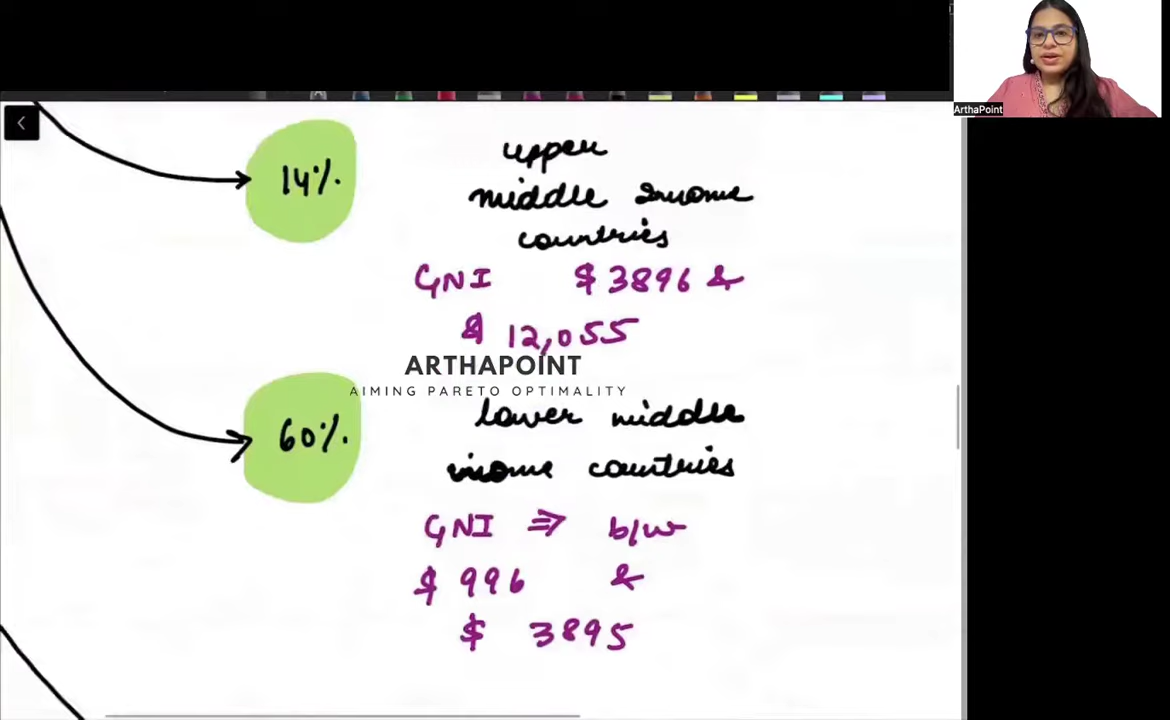 ArthaPoint
14%.
upper
middle Income
countries
GNI $3896 &
$ 12,055
ARTHAPOINT
AIMING PARETO OPTIMALITY
60%.
lower middle
income countries
GNI ⇒ b/w
$ 996 &
$ 3895